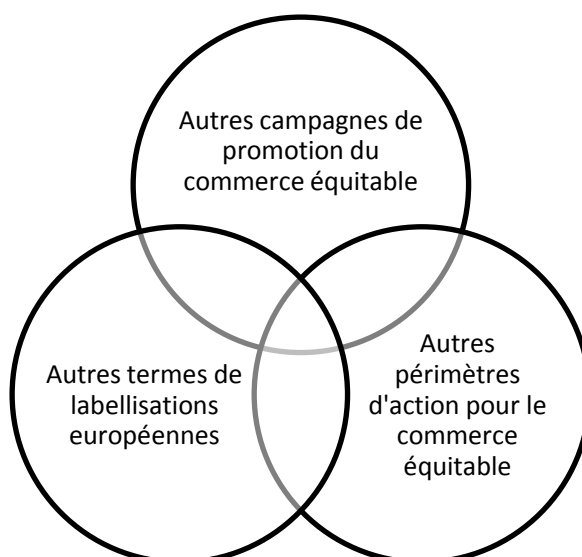 Autres campagnes de
promotion du
commerce équitable
Autres termes de
labellisations
européennes
Autres
périmètres
d'action pour le
commerce
équitable